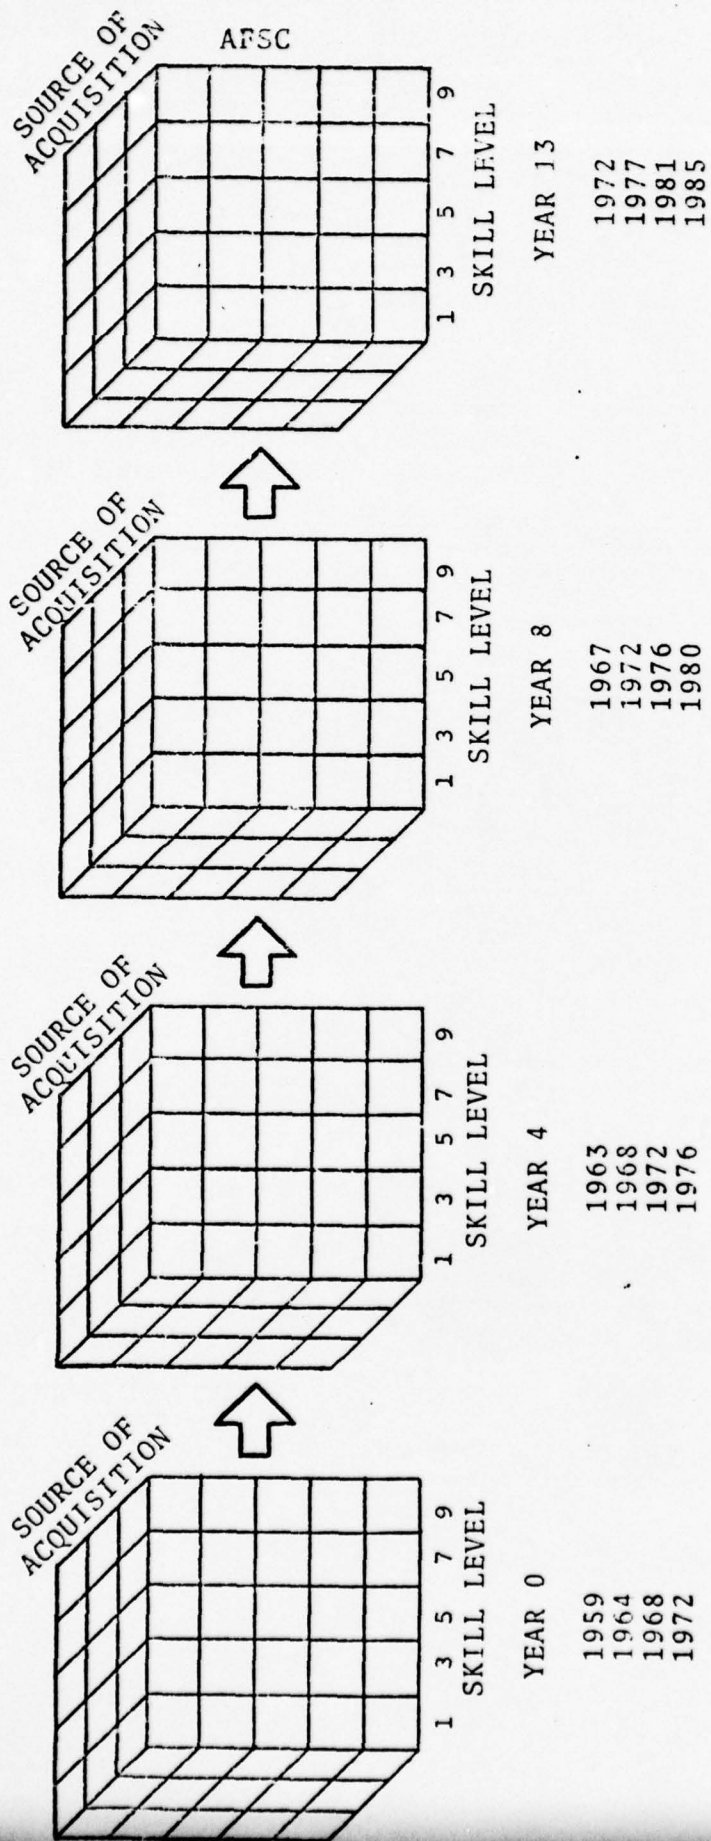 SOURCE OF
ACQUISITION
1 3 5 7 9
SKILL LEVEL
YEAR 0
1959
1964
1968
1972
SOURCE OF
ACQUISITION
1 3 5 7 9
SKILL LEVEL
YEAR 4
1963
1968
1972
1976
SOURCE OF
ACQUISITION
1 3 5 7 9
SKILL LEVEL
YEAR 8
1967
1972
1976
1980
SOURCE OF
ACQUISITION
AFSC
1 3 5 7 9
SKILL LEVEL
YEAR 13
1972
1977
1981
1985